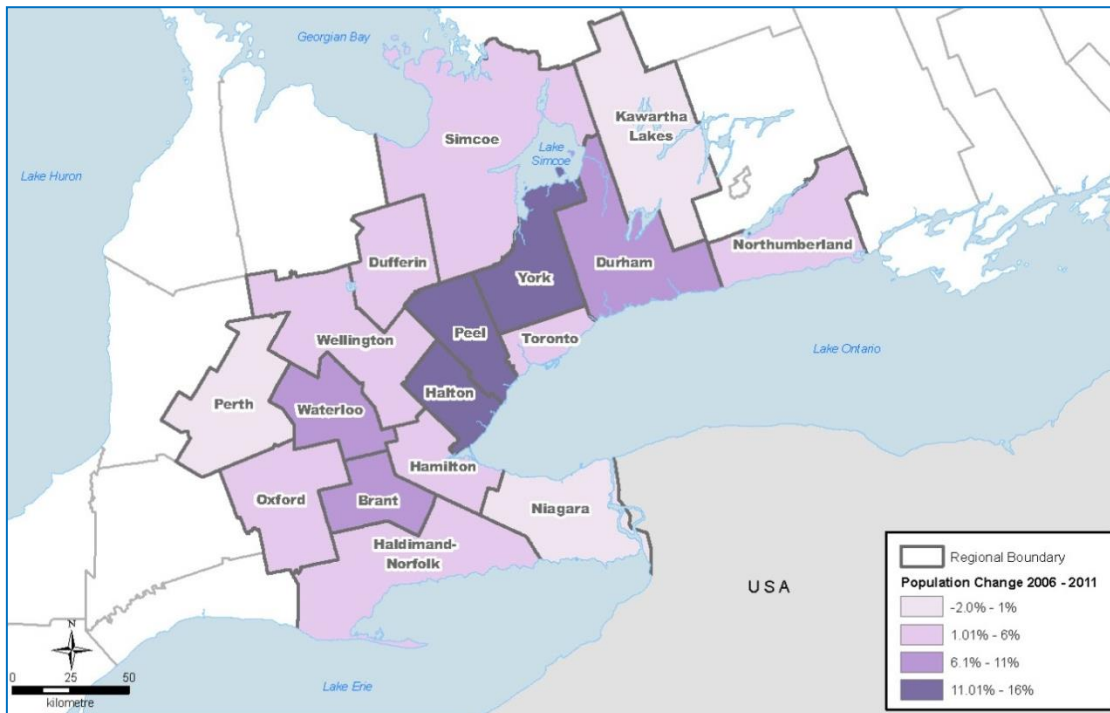 Georgian Bay
Lake Huron
Simcoe
Kawartha
Lakes
Lake
Simcoe
Northumberland
Dufferin
Durham
York
Wellington
Peel
Toronto
Lake Ontario
Halton
Perth
Waterloo
Hamilton
Oxford
Brant
Niagara
Haldimand-
Norfolk
USA
Lake Erie
0 25 50
kilometre
Regional Boundary
Population Change 2006 - 2011
-2.0% - 1%
1.01% - 6%
6.1% - 11%
11.01% - 16%